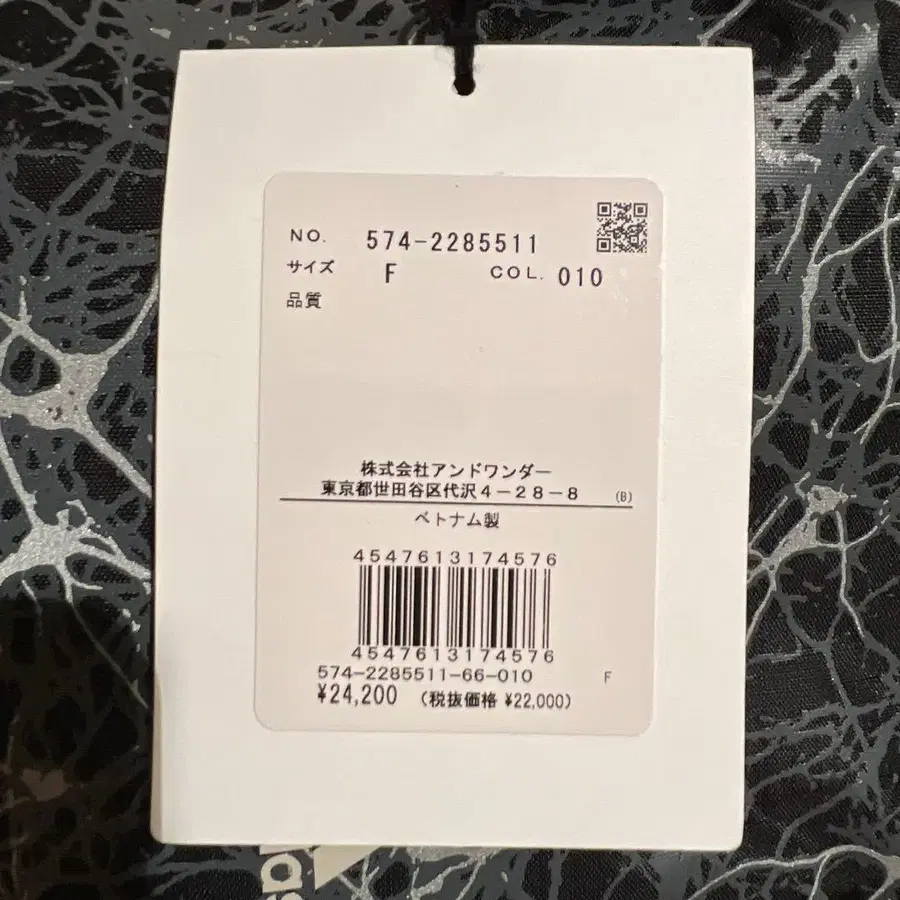 NO. 574-2285511
サイズ F COL. 010
品質
株式会社アンドワンダー
東京都世田谷区代沢4-28-8 (B)
ベトナム製
4547613174576
4547613174576
574-2285511-66-010 F
¥24,200 (税抜価格 ¥22,000)